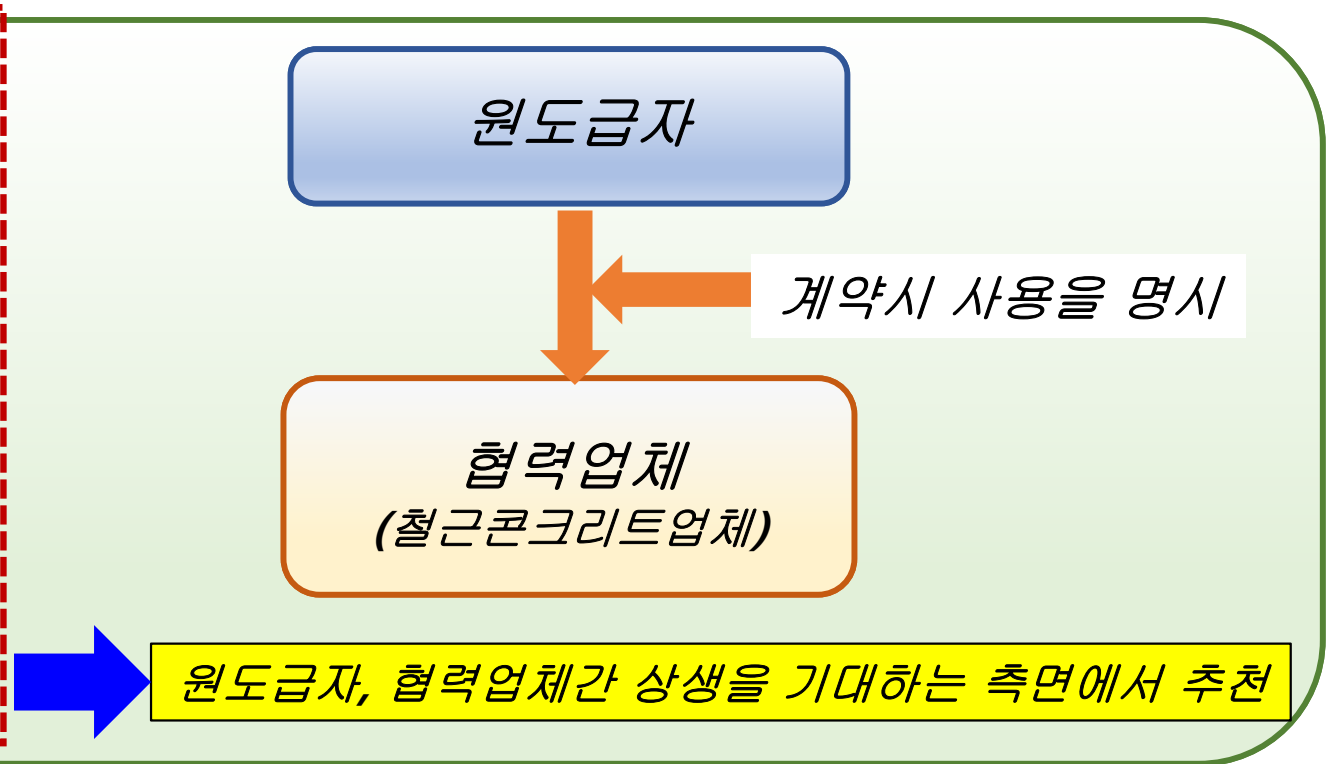 원도급자
계약시 사용을 명시
협력업체
(철근콘크리트업체)
원도급자, 협력업체간 상생을 기대하는 측면에서 추천